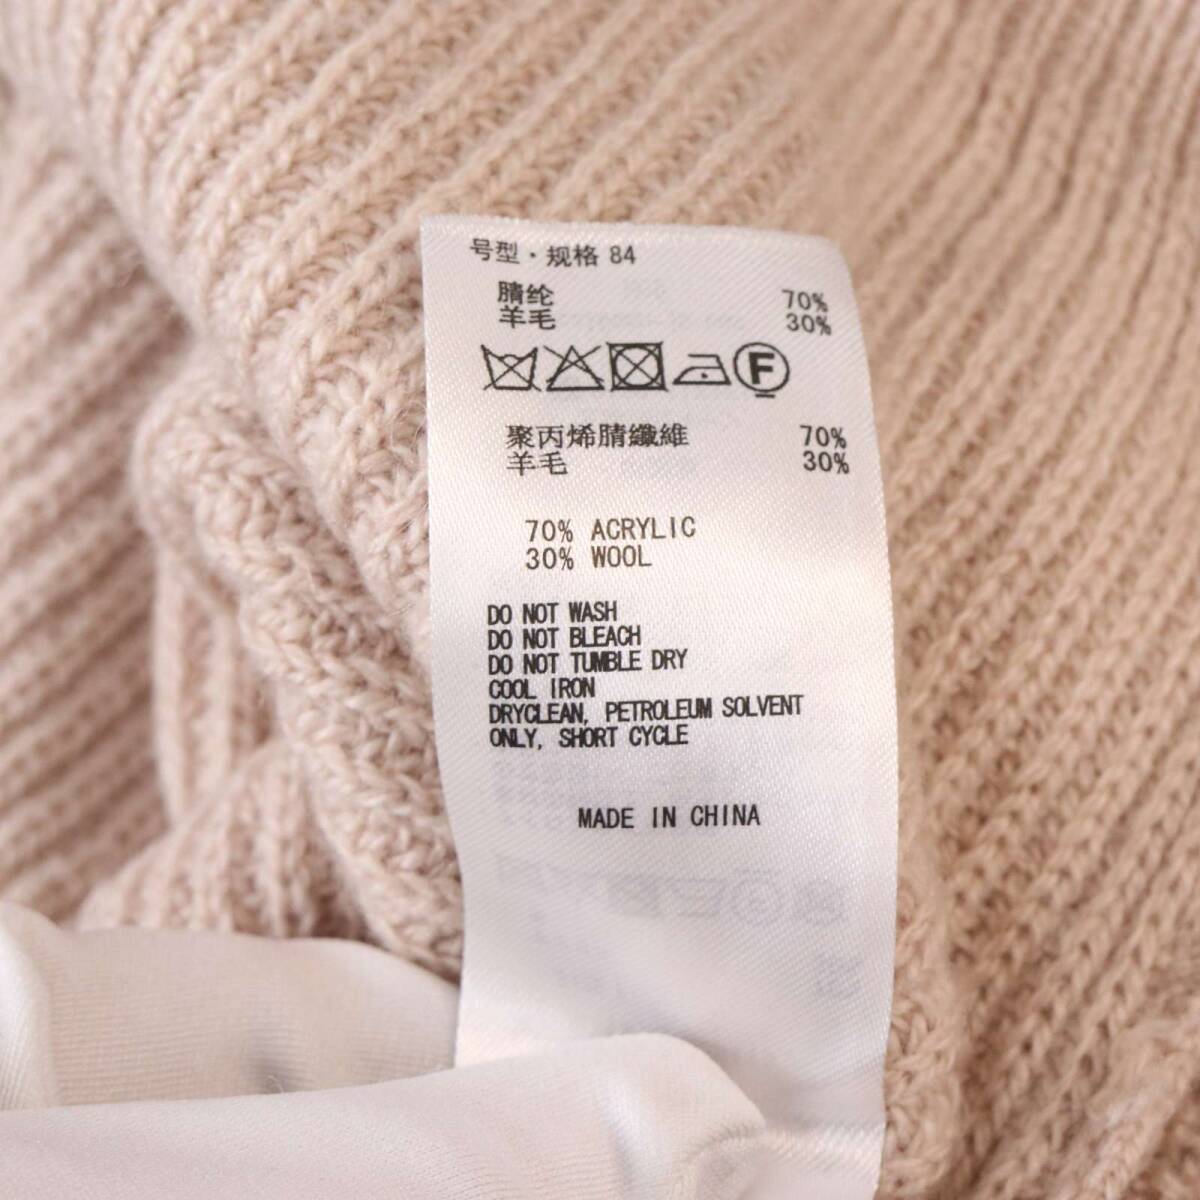 号型・规格 84
腈纶 70%
羊毛 30%
F
聚丙烯腈纖維 70%
羊毛 30%
70% ACRYLIC
30% WOOL
DO NOT WASH
DO NOT BLEACH
DO NOT TUMBLE DRY
COOL IRON
DRYCLEAN, PETROLEUM SOLVENT
ONLY, SHORT CYCLE
MADE IN CHINA